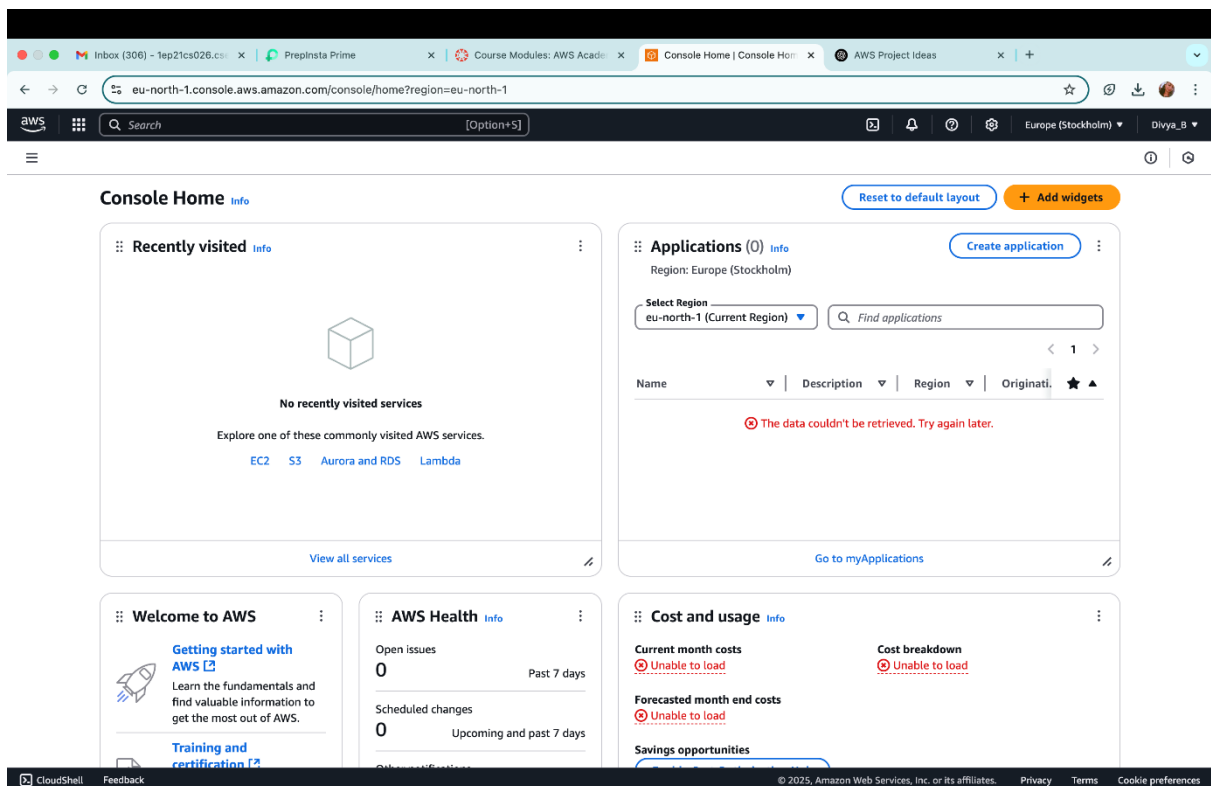 Inbox (306) - 1ep21cs026.cs
PrepInsta Prime
Course Modules: AWS Acade
Console Home | Console Hom
AWS Project Ideas
eu-north-1.console.aws.amazon.com/console/home?region=eu-north-1
aws
Search
[Option+S]
Europe (Stockholm)
Divya_B
Console Home Info
Reset to default layout
+ Add widgets
Recently visited Info
No recently visited services
Explore one of these commonly visited AWS services.
EC2 S3 Aurora and RDS Lambda
View all services
Applications (0) Info
Create application
Region: Europe (Stockholm)
Select Region
eu-north-1 (Current Region)
Find applications
1
Name Description Region Originati.
The data couldn't be retrieved. Try again later.
Go to myApplications
Welcome to AWS
Getting started with
AWS
Learn the fundamentals and
find valuable information to
get the most out of AWS.
Training and
certification
AWS Health Info
Open issues
0 Past 7 days
Scheduled changes
0 Upcoming and past 7 days
Cost and usage Info
Current month costs
Unable to load
Cost breakdown
Unable to load
Forecasted month end costs
Unable to load
Savings opportunities
CloudShell Feedback
© 2025, Amazon Web Services, Inc. or its affiliates. Privacy Terms Cookie preferences